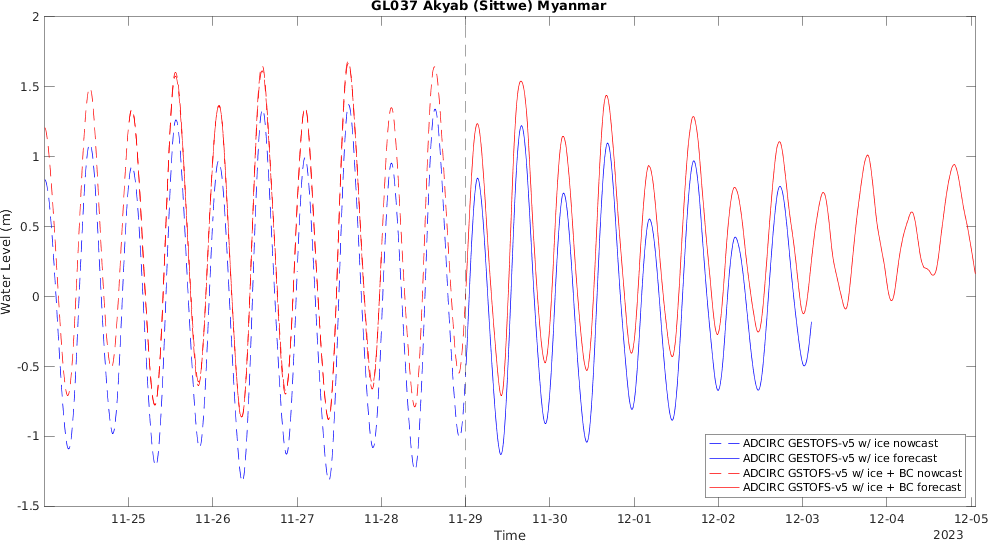 GL037 Akyab (Sittwe) Myanmar
2
1.5
1
0.5
0
-0.5
-1
-1.5
Water Level (m)
11-25 11-26 11-27 11-28 11-29 11-30 12-01 12-02 12-03 12-04 12-05
Time
2023
ADCIRC GESTOFS-v5 w/ ice nowcast
ADCIRC GESTOFS-v5 w/ ice forecast
ADCIRC GSTOFS-v5 w/ ice + BC nowcast
ADCIRC GSTOFS-v5 w/ ice + BC forecast